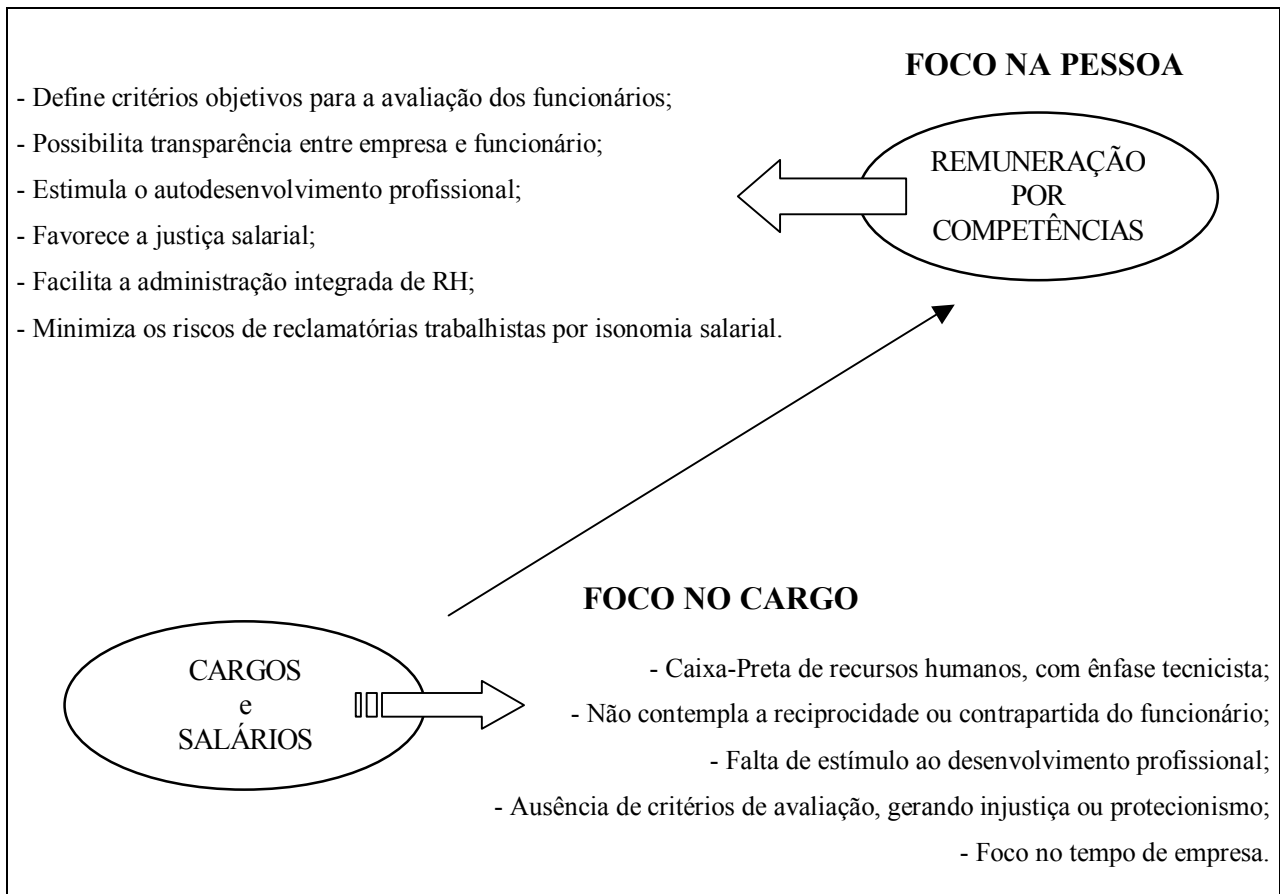 FOCO NA PESSOA
- Define critérios objetivos para a avaliação dos funcionários;
- Possibilita transparência entre empresa e funcionário;
- Estimula o autodesenvolvimento profissional;
- Favorece a justiça salarial;
- Facilita a administração integrada de RH;
- Minimiza os riscos de reclamatórias trabalhistas por isonomia salarial.
REMUNERAÇÃO
POR
COMPETÊNCIAS
FOCO NO CARGO
CARGOS
e
SALÁRIOS
- Caixa-Preta de recursos humanos, com ênfase tecnicista;
- Não contempla a reciprocidade ou contrapartida do funcionário;
- Falta de estímulo ao desenvolvimento profissional;
- Ausência de critérios de avaliação, gerando injustiça ou protecionismo;
- Foco no tempo de empresa.